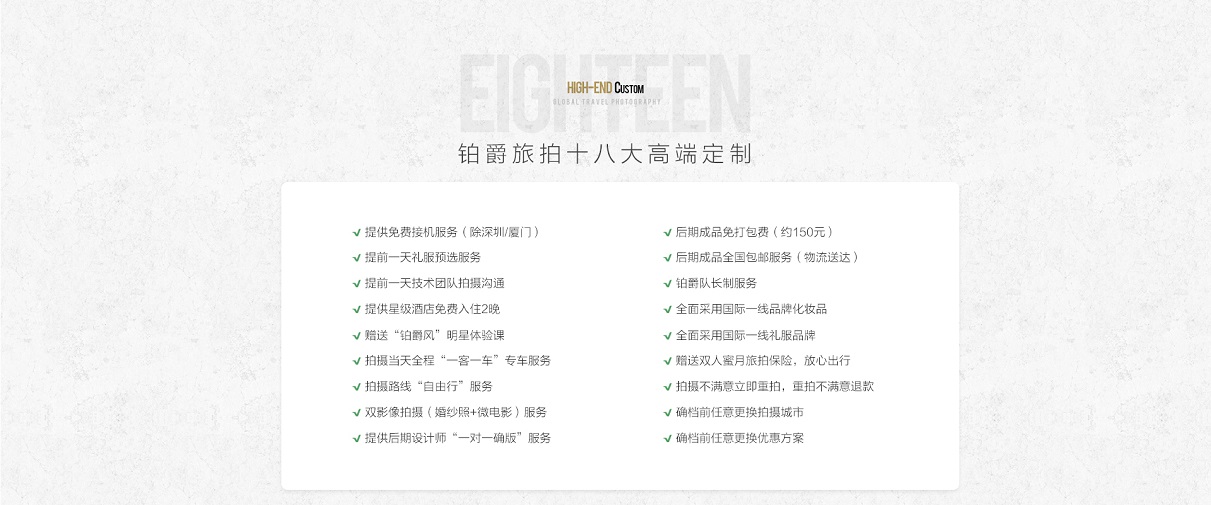 EIGHTEEN
HIGH-END CUSTOM
GLOBAL TRAVEL PHOTOGRAPHY
铂爵旅拍十八大高端定制
提供免费接机服务（除深圳/厦门）
提前一天礼服预选服务
提前一天技术团队拍摄沟通
提供星级酒店免费入住2晚
赠送“铂爵风”明星体验课
拍摄当天全程“一客一车”专车服务
拍摄路线“自由行”服务
双影像拍摄（婚纱照+微电影）服务
提供后期设计师“一对一确版”服务
后期成品免打包费（约150元）
后期成品全国包邮服务（物流送达）
铂爵队长制服务
全面采用国际一线品牌化妆品
全面采用国际一线礼服品牌
赠送双人蜜月旅拍保险，放心出行
拍摄不满意立即重拍，重拍不满意退款
确档前任意更换拍摄城市
确档前任意更换优惠方案